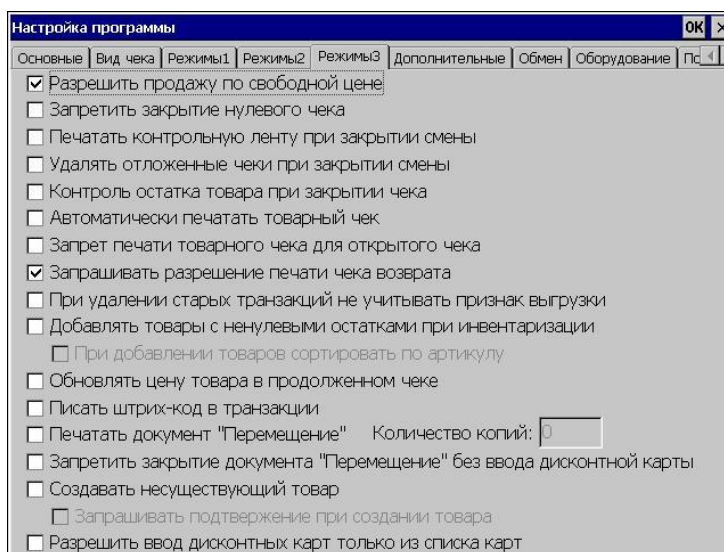 Настройка программы OK ×
Основные Вид чека Режимы1 Режимы2 Режимы3 Дополнительные Обмен Оборудование
Разрешить продажу по свободной цене
Запретить закрытие нулевого чека
Печатать контрольную ленту при закрытии смены
Удалять отложенные чеки при закрытии смены
Контроль остатка товара при закрытии чека
Автоматически печатать товарный чек
Запрет печати товарного чека для открытого чека
Запрашивать разрешение печати чека возврата
При удалении старых транзакций не учитывать признак выгрузки
Добавлять товары с ненулевыми остатками при инвентаризации
При добавлении товаров сортировать по артикулу
Обновлять цену товара в продолженном чеке
Писать штрих-код в транзакции
Печатать документ "Перемещение" Количество копий: 0
Запретить закрытие документа "Перемещение" без ввода дисконтной карты
Создавать несуществующий товар
Запрашивать подтвержение при создании товара
Разрешить ввод дисконтных карт только из списка карт